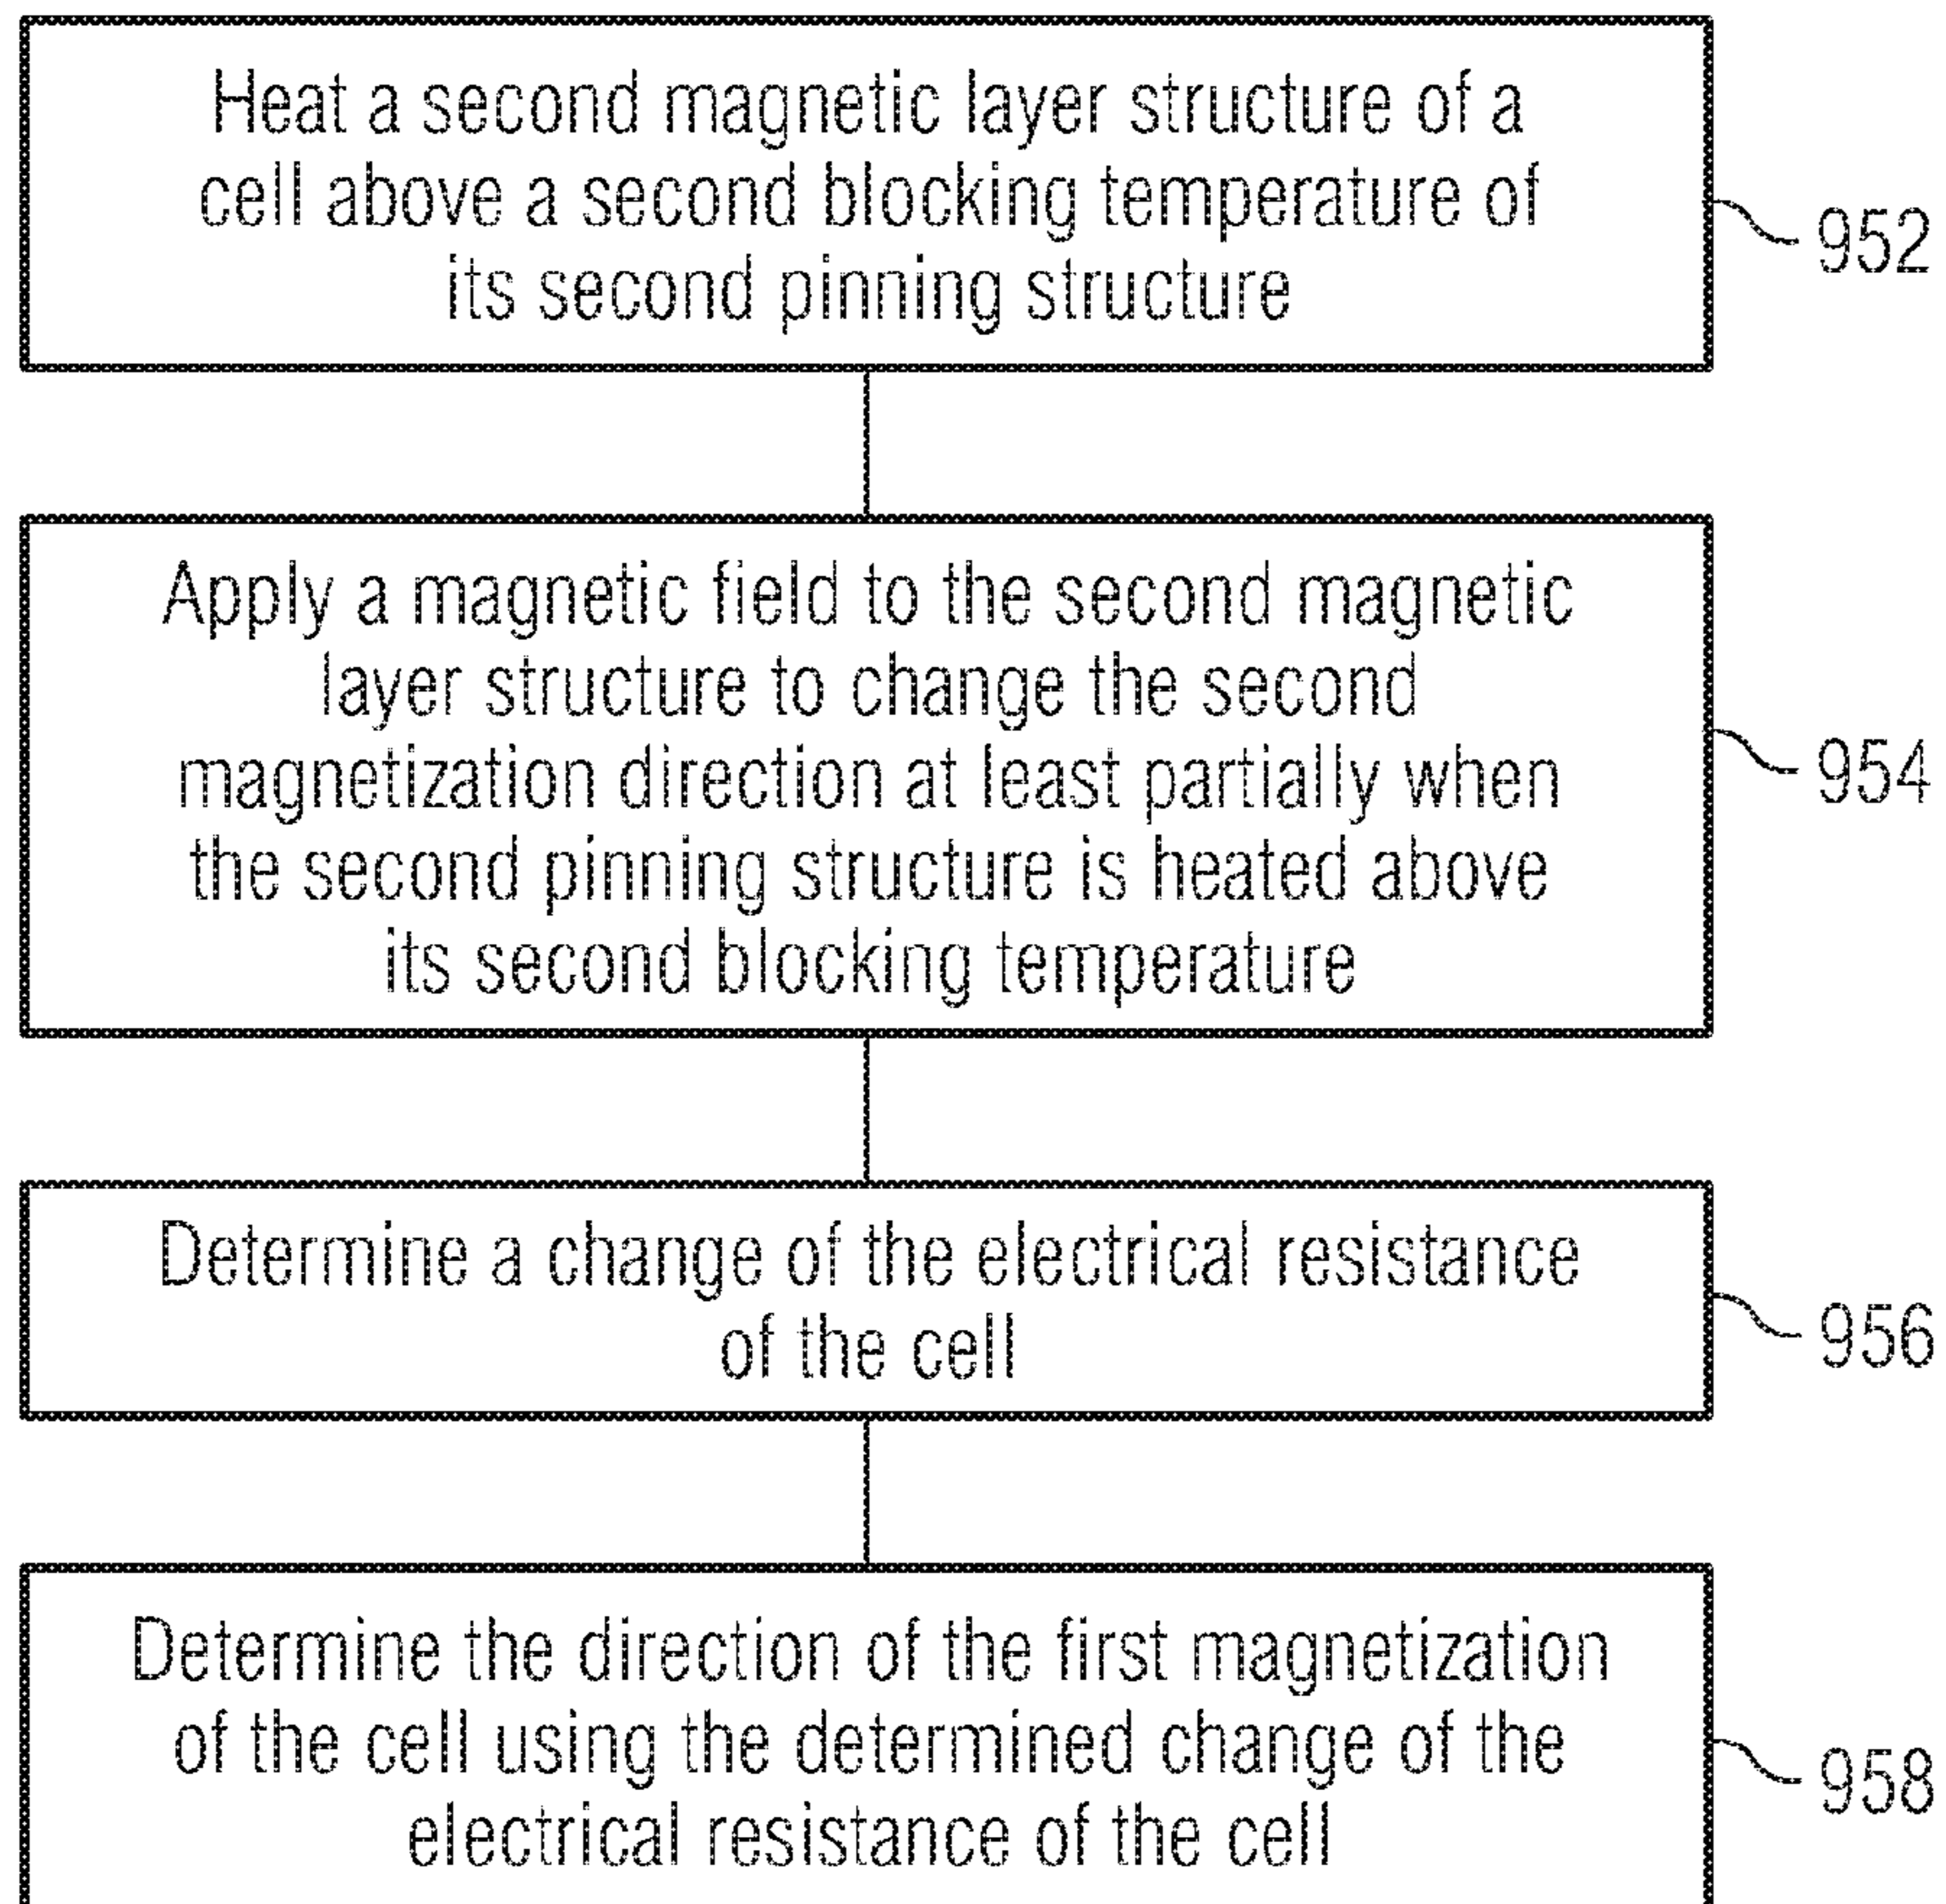 Heat a second magnetic layer structure of a
cell above a second blocking temperature of
its second pinning structure
952
Apply a magnetic field to the second magnetic
layer structure to change the second
magnetization direction at least partially when
the second pinning structure is heated above
its second blocking temperature
954
Determine a change of the electrical resistance
of the cell
956
Determine the direction of the first magnetization
of the cell using the determined change of the
electrical resistance of the cell
958